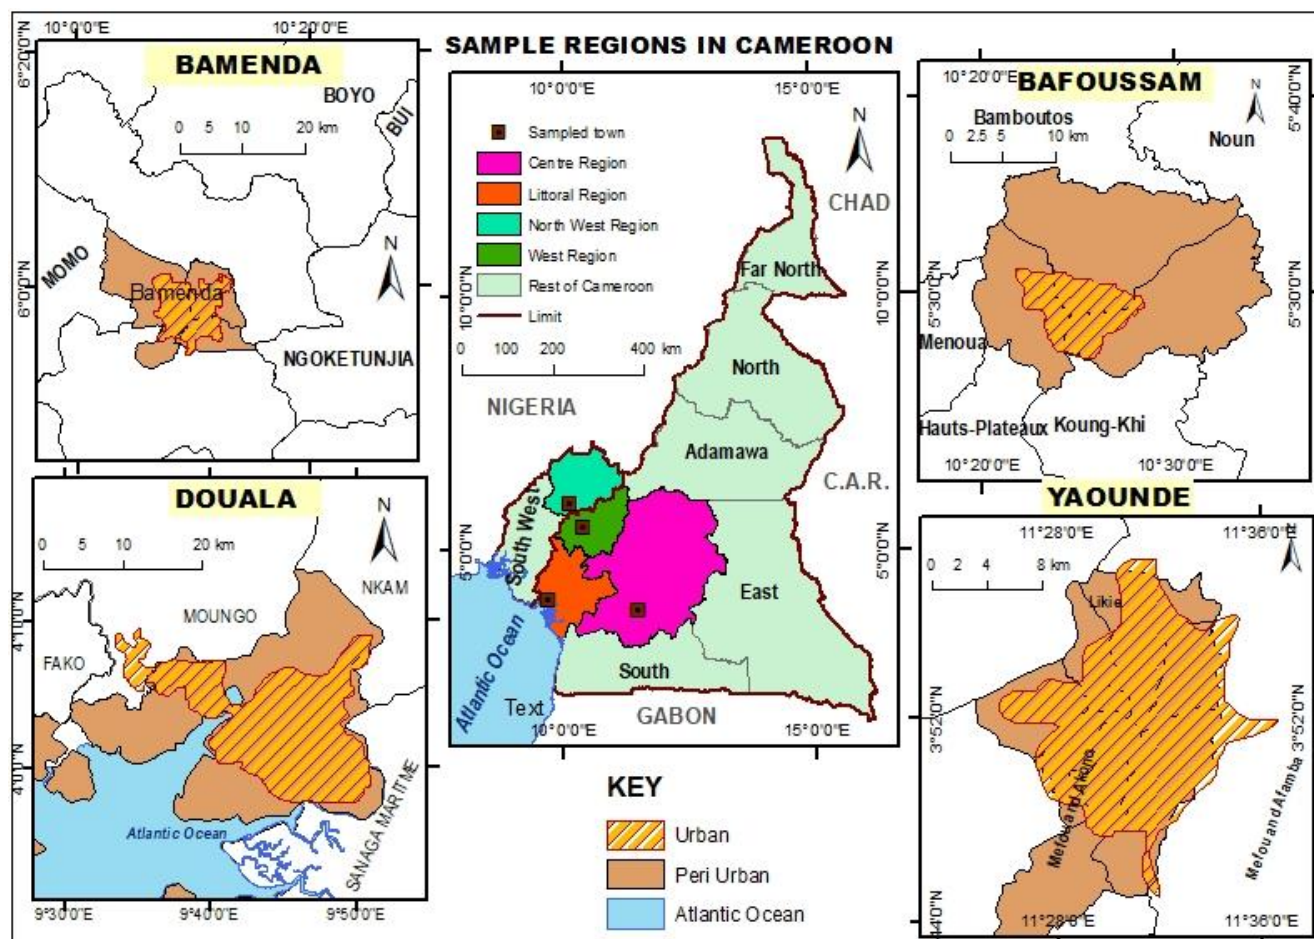 10°0'0"E 10°20'0"E
6°20'0"N
BAMENDA
BOYO
BUI
0 5 10 20 km
MOMO
N
6°0'0"N
Bamenda
NGOKETUNJIA
SAMPLE REGIONS IN CAMEROON
10°0'0"E 15°0'0"E
N
Sampled town
Centre Region
Littoral Region
North West Region
West Region
Rest of Cameroon
Limit
0 100 200 400 km
CHAD
Far North
10°0'0"N 10°0'0"N
North
NIGERIA
Adamawa
C.A.R.
South West
5°0'0"N 5°0'0"N
East
Atlantic Ocean
South
Text
GABON
10°0'0"E 15°0'0"E
10°20'0"E
BAFOUSSAM
5°40'0"N
N
Bamboutos
0 2.5 5 10 km
Noun
5°30'0"N 5°30'0"N
Menoua
Hauts-Plateaux Koung-Khi
10°20'0"E 10°30'0"E
DOUALA
0 5 10 20 km
N
NKAM
MOUNGO
4°10'0"N
FAKO
4°0'0"N
Atlantic Ocean
SANAGA MARITME
9°30'0"E 9°40'0"E 9°50'0"E
KEY
Urban
Peri Urban
Atlantic Ocean
YAOUNDE
11°28'0"E 11°36'0"E
N
0 2 4 8 km
Likie
3°52'0"N 3°52'0"N
Mefou and Akono
Mefou and Afamba
44'0"N
11°28'0"E 11°36'0"E